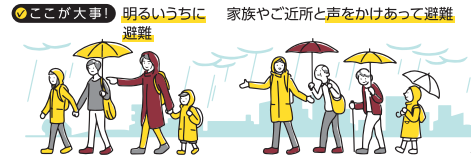 ここが大事!
明るいうちに
避難
家族やご近所と声をかけあって避難